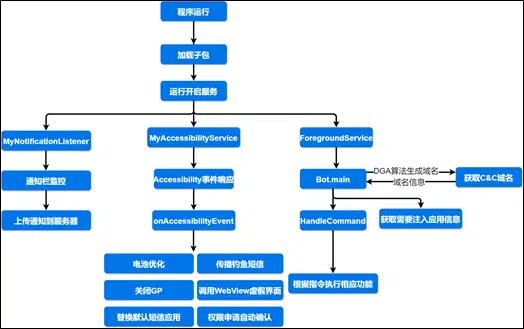 程序运行
加载子包
运行开启服务
MyNotificationListener
MyAccessibilityService
ForegroundService
通知栏监控
Accessibility事件响应
Bot.main
DGA算法生成域名
域名信息
获取C&C域名
上传通知到服务器
onAccessibilityEvent
HandleCommand
获取需要注入应用信息
电池优化
传播钓鱼短信
关闭GP
调用WebView虚假界面
根据指令执行相应功能
替换默认短信应用
权限申请自动确认